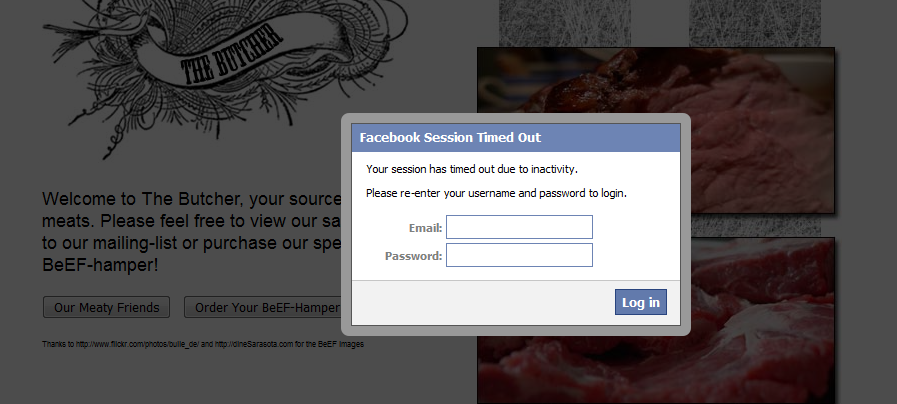 THE BUTCHER
Welcome to The Butcher, your source
meats. Please feel free to view our sa
to our mailing-list or purchase our spe
BeEF-hamper!
Our Meaty Friends
Order Your BeEF-Hamper
Thanks to http://www.flickr.com/photos/bulle_de/ and http://dineSarasota.com for the BeEF images
Facebook Session Timed Out
Your session has timed out due to inactivity.
Please re-enter your username and password to login.
Email:
Password:
Log in